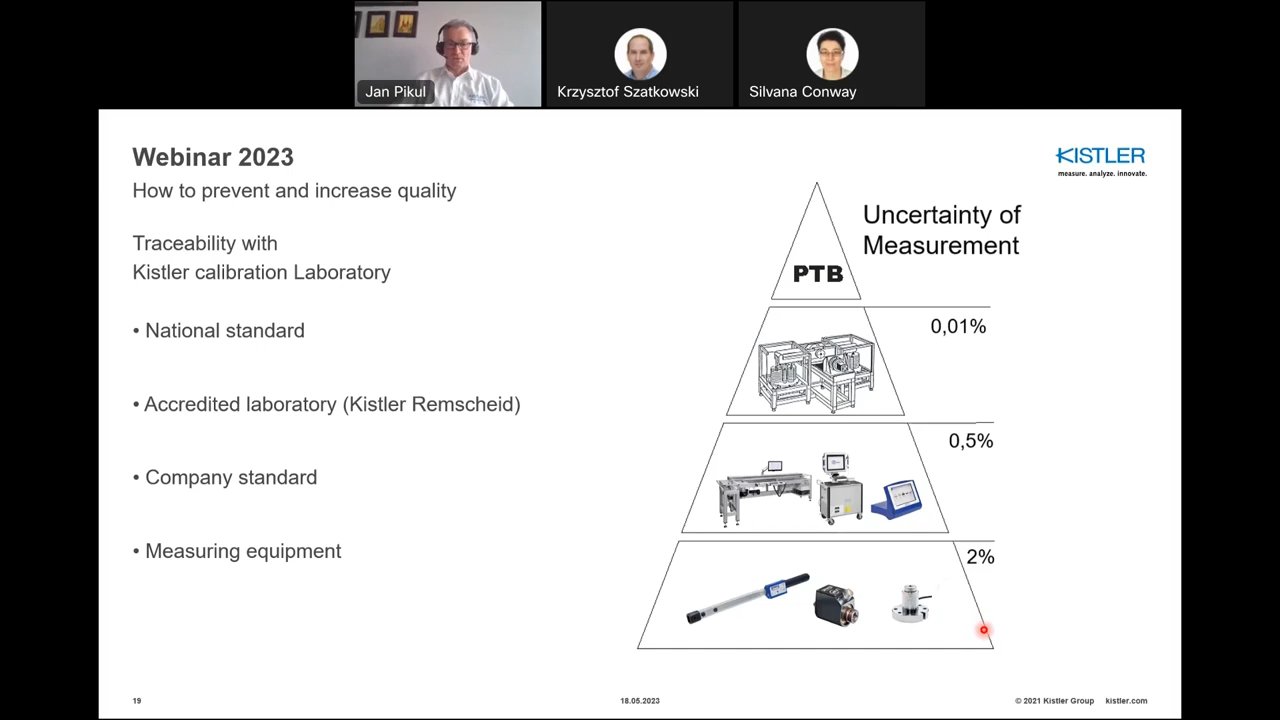 Jan Pikul
Krzysztof Szatkowski
Silvana Conway
Webinar 2023
How to prevent and increase quality
KISTLER
measure. analyze. innovate.
Traceability with
Kistler calibration Laboratory
• National standard
• Accredited laboratory (Kistler Remscheid)
• Company standard
• Measuring equipment
Uncertainty of
Measurement
PTB
0,01%
0,5%
2%
19
18.05.2023
© 2021 Kistler Group
kistler.com